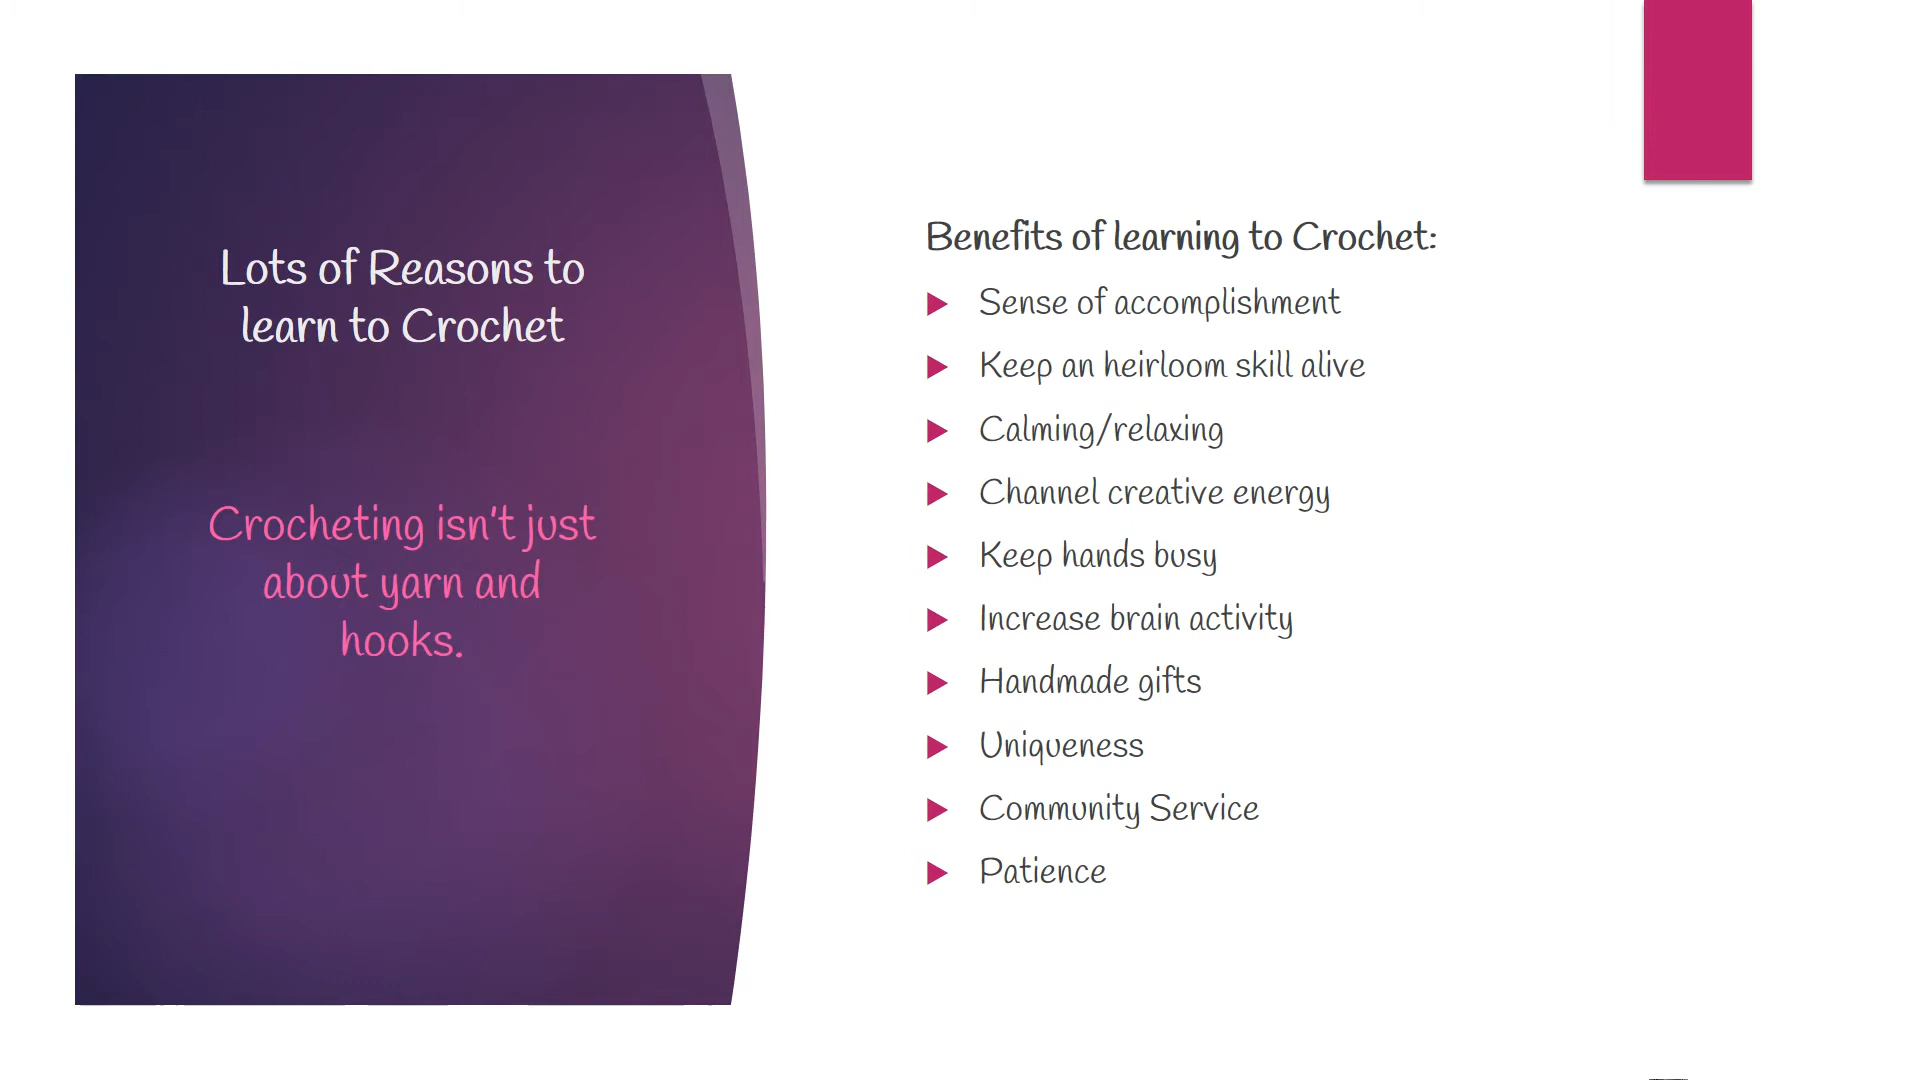 Lots of Reasons to
learn to Crochet
Crocheting isn't just
about yarn and
hooks.
Benefits of learning to Crochet:
Sense of accomplishment
Keep an heirloom skill alive
Calming/relaxing
Channel creative energy
Keep hands busy
Increase brain activity
Handmade gifts
Uniqueness
Community Service
Patience